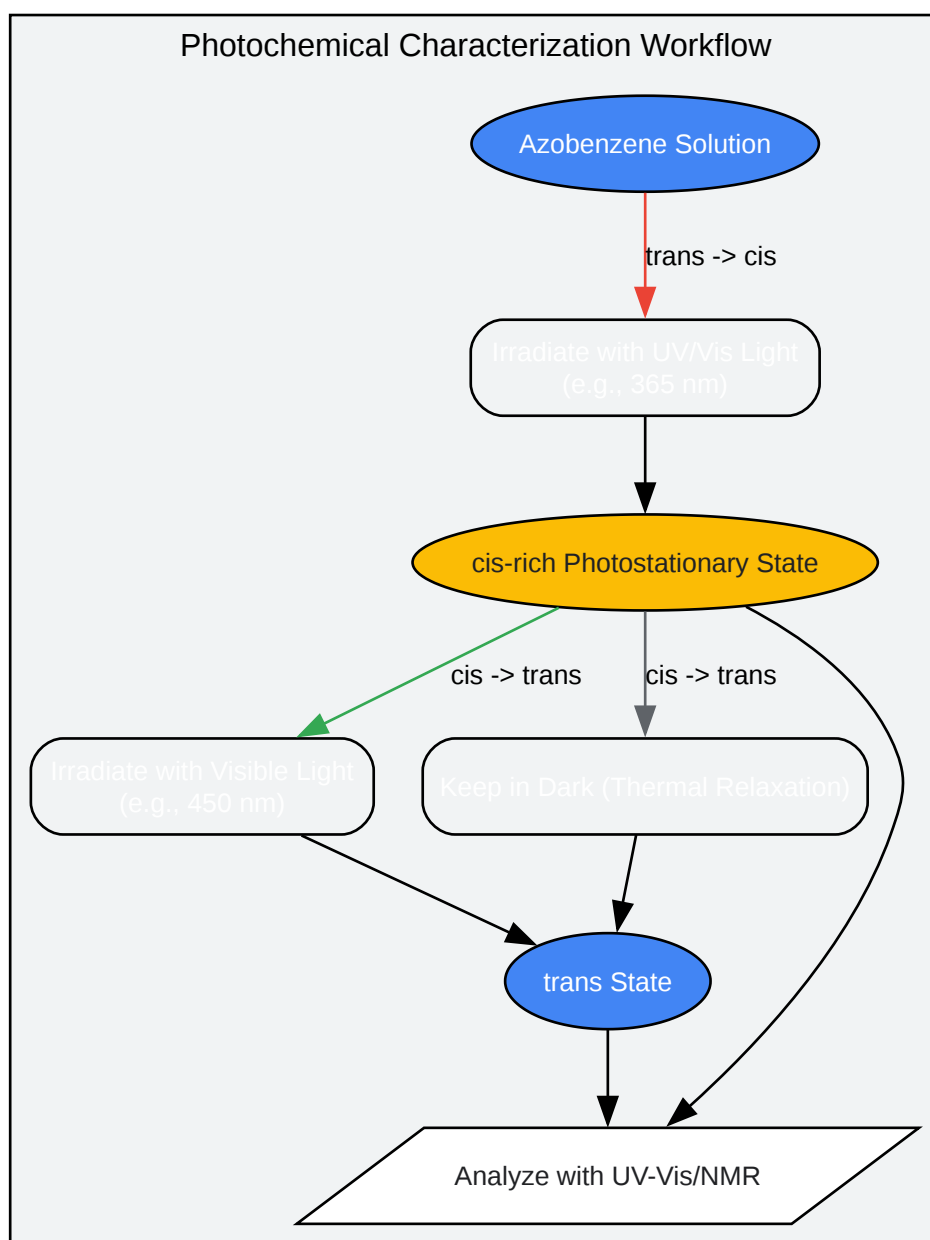 Photochemical Characterization Workflow
Azobenzene Solution
trans -> cis
Irradiate with UV/Vis Light
(e.g., 365 nm)
cis-rich Photostationary State
cis -> trans
cis -> trans
Irradiate with Visible Light
(e.g., 450 nm)
Keep in Dark (Thermal Relaxation)
trans State
Analyze with UV-Vis/NMR